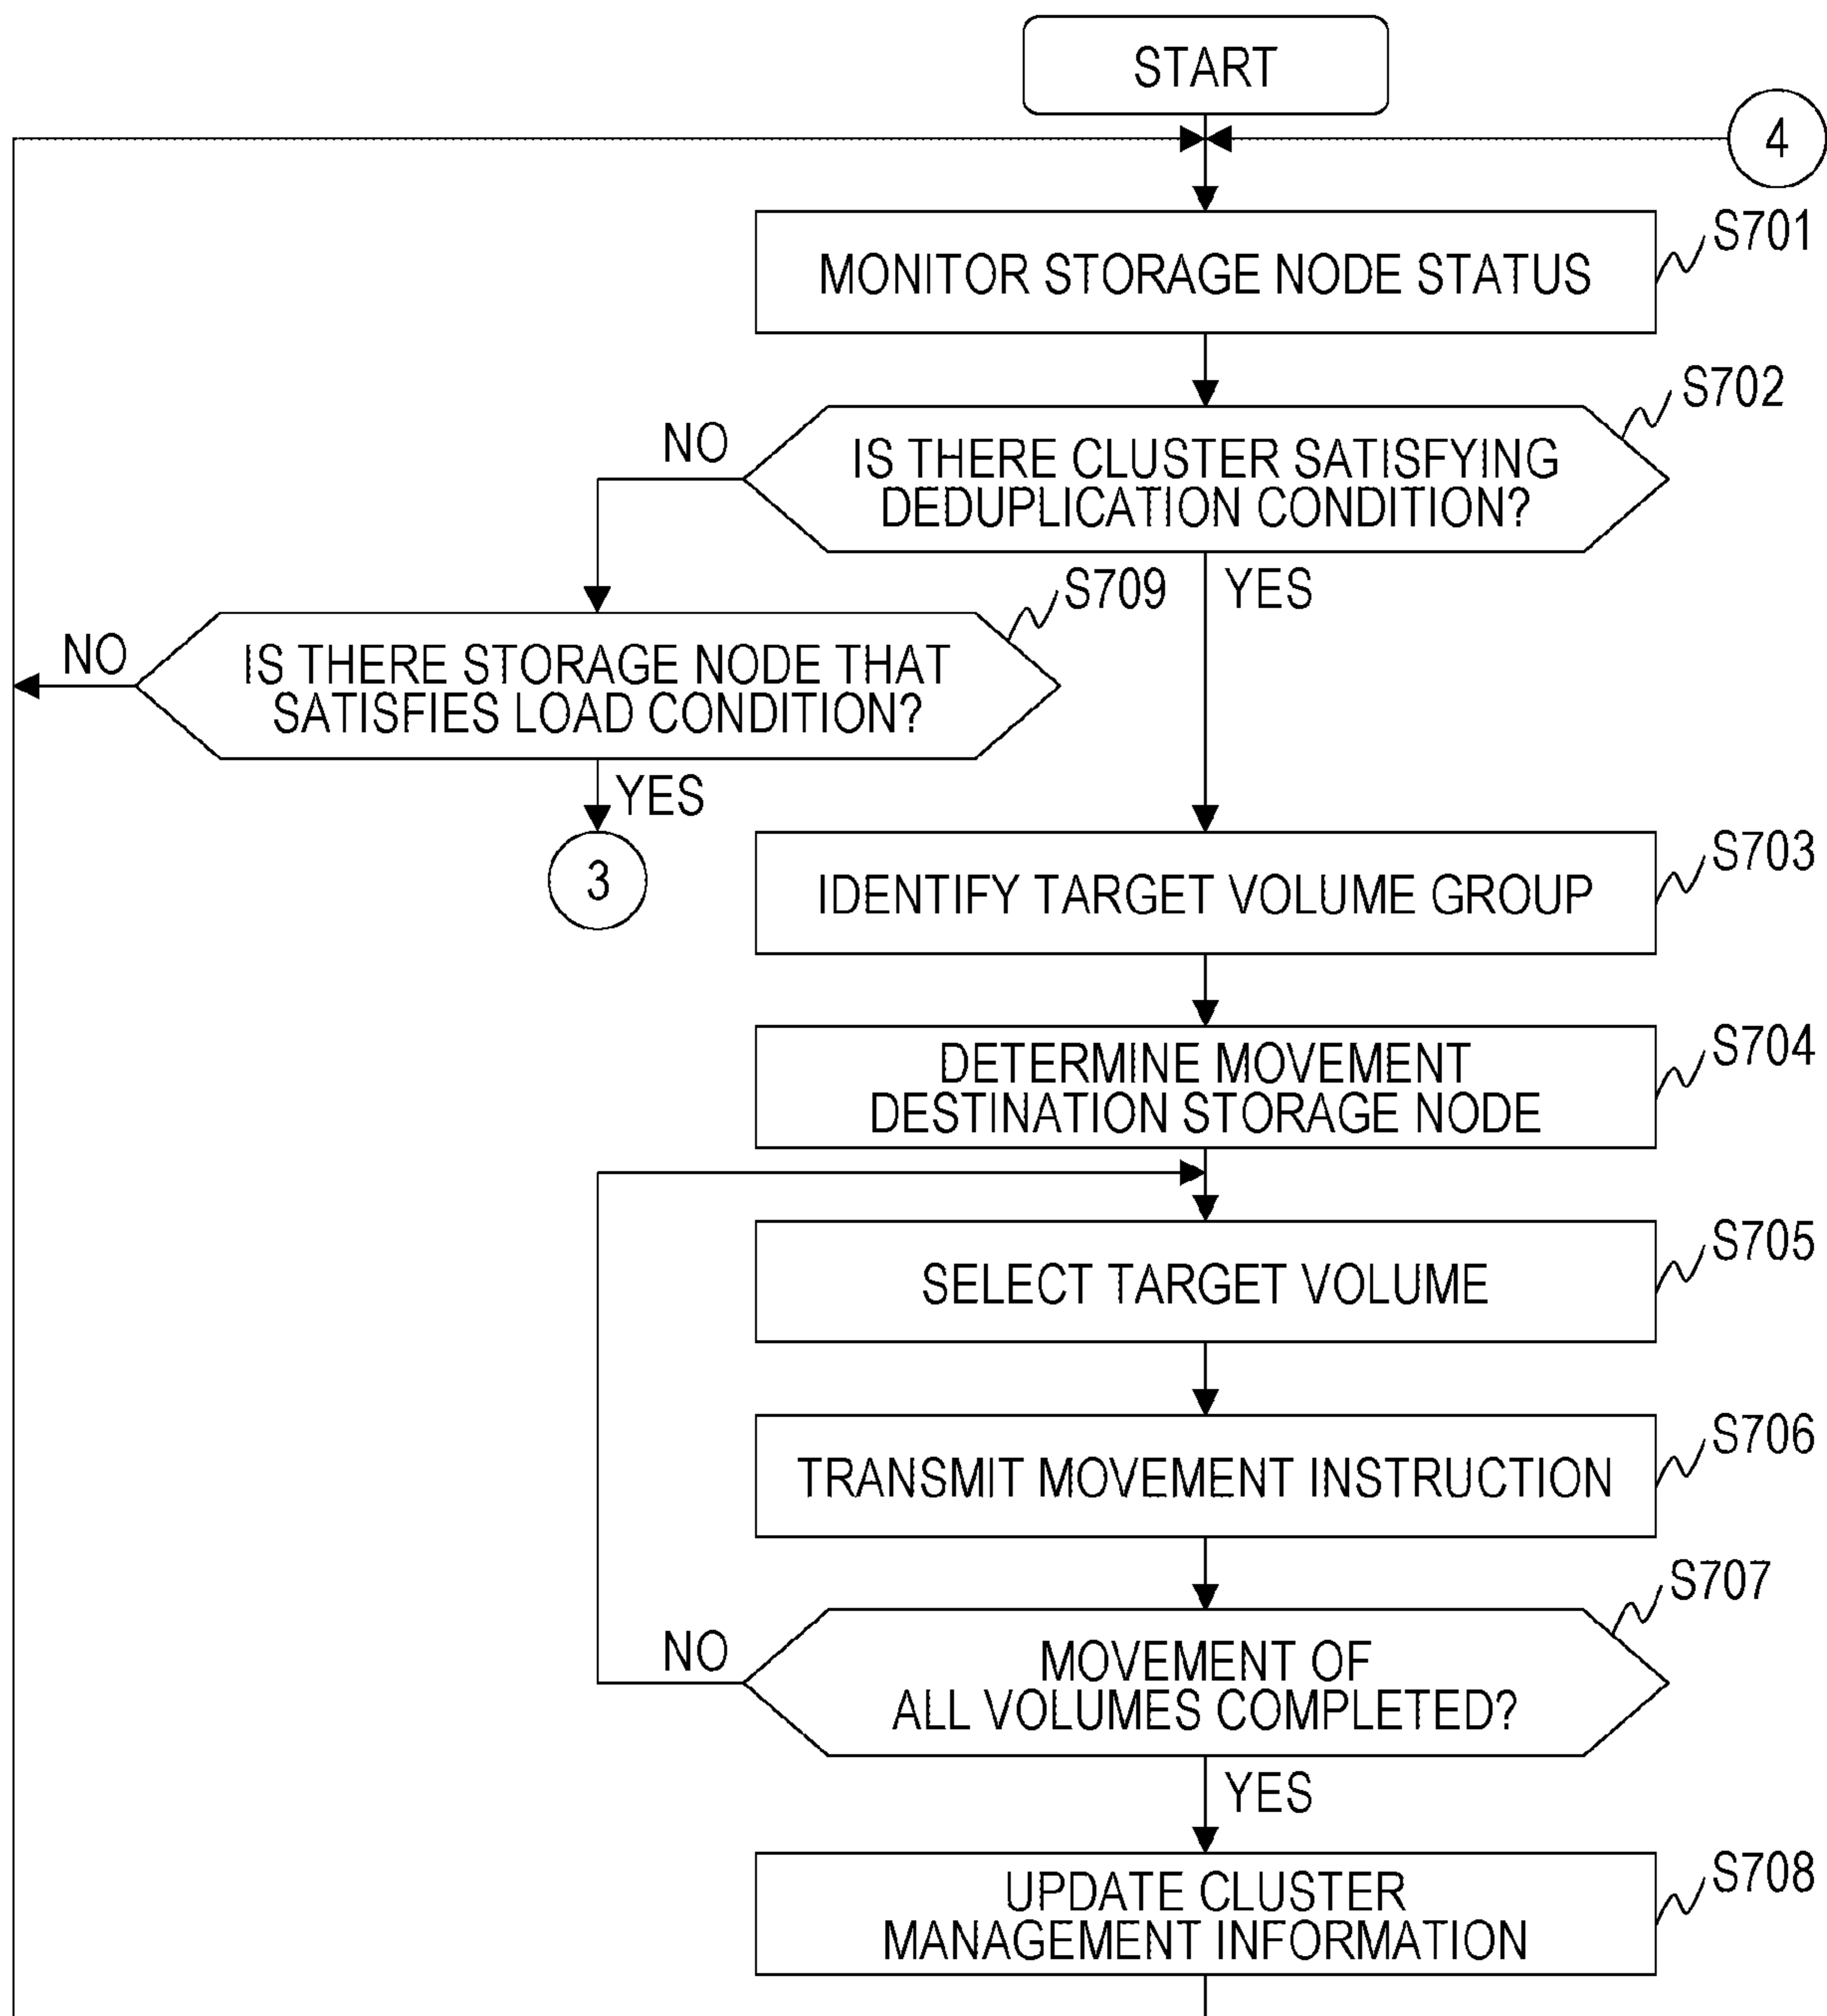 START
4
MONITOR STORAGE NODE STATUS
S701
S702
NO
IS THERE CLUSTER SATISFYING
DEDUPLICATION CONDITION?
YES
S709
NO
IS THERE STORAGE NODE THAT
SATISFIES LOAD CONDITION?
YES
3
S703
IDENTIFY TARGET VOLUME GROUP
S704
DETERMINE MOVEMENT
DESTINATION STORAGE NODE
S705
SELECT TARGET VOLUME
S706
TRANSMIT MOVEMENT INSTRUCTION
S707
NO
MOVEMENT OF
ALL VOLUMES COMPLETED?
YES
S708
UPDATE CLUSTER
MANAGEMENT INFORMATION